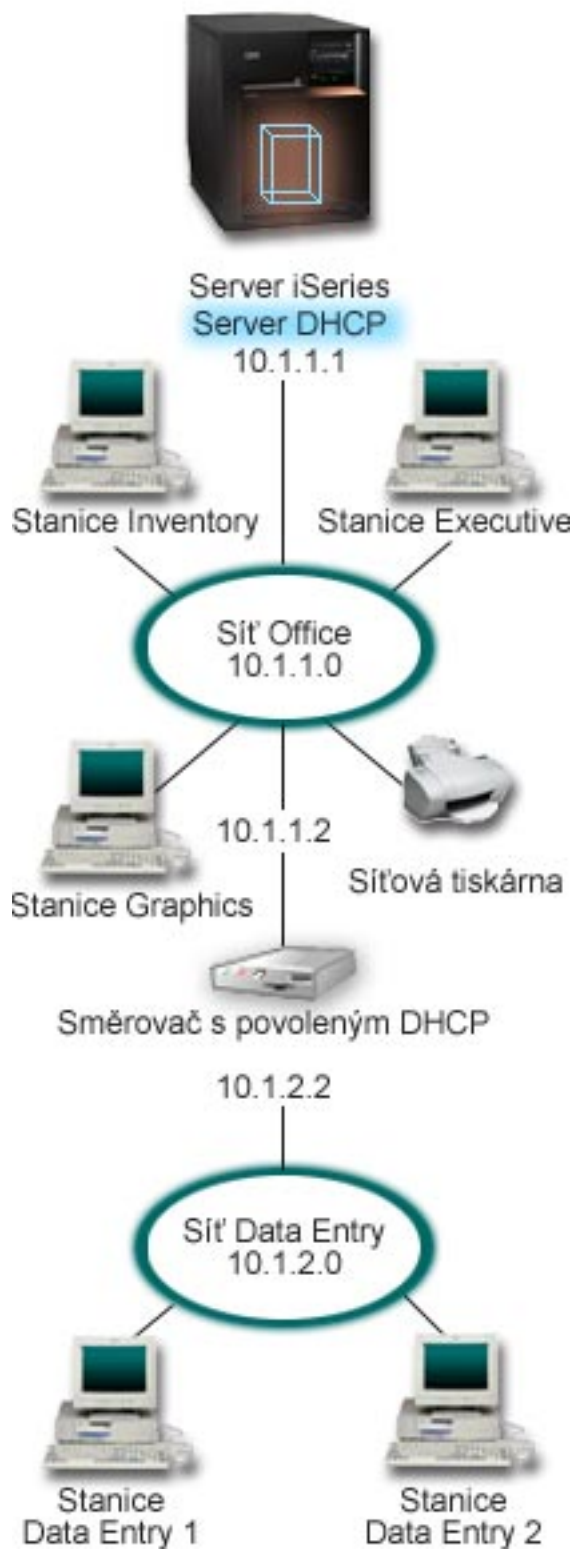 Server iSeries
Server DHCP
10.1.1.1
Stanice Inventory
Stanice Executive
Síť Office
10.1.1.0
Stanice Graphics
10.1.1.2
Síťová tiskárna
Směrovač s povoleným DHCP
10.1.2.2
Síť Data Entry
10.1.2.0
Stanice
Data Entry 1
Stanice
Data Entry 2